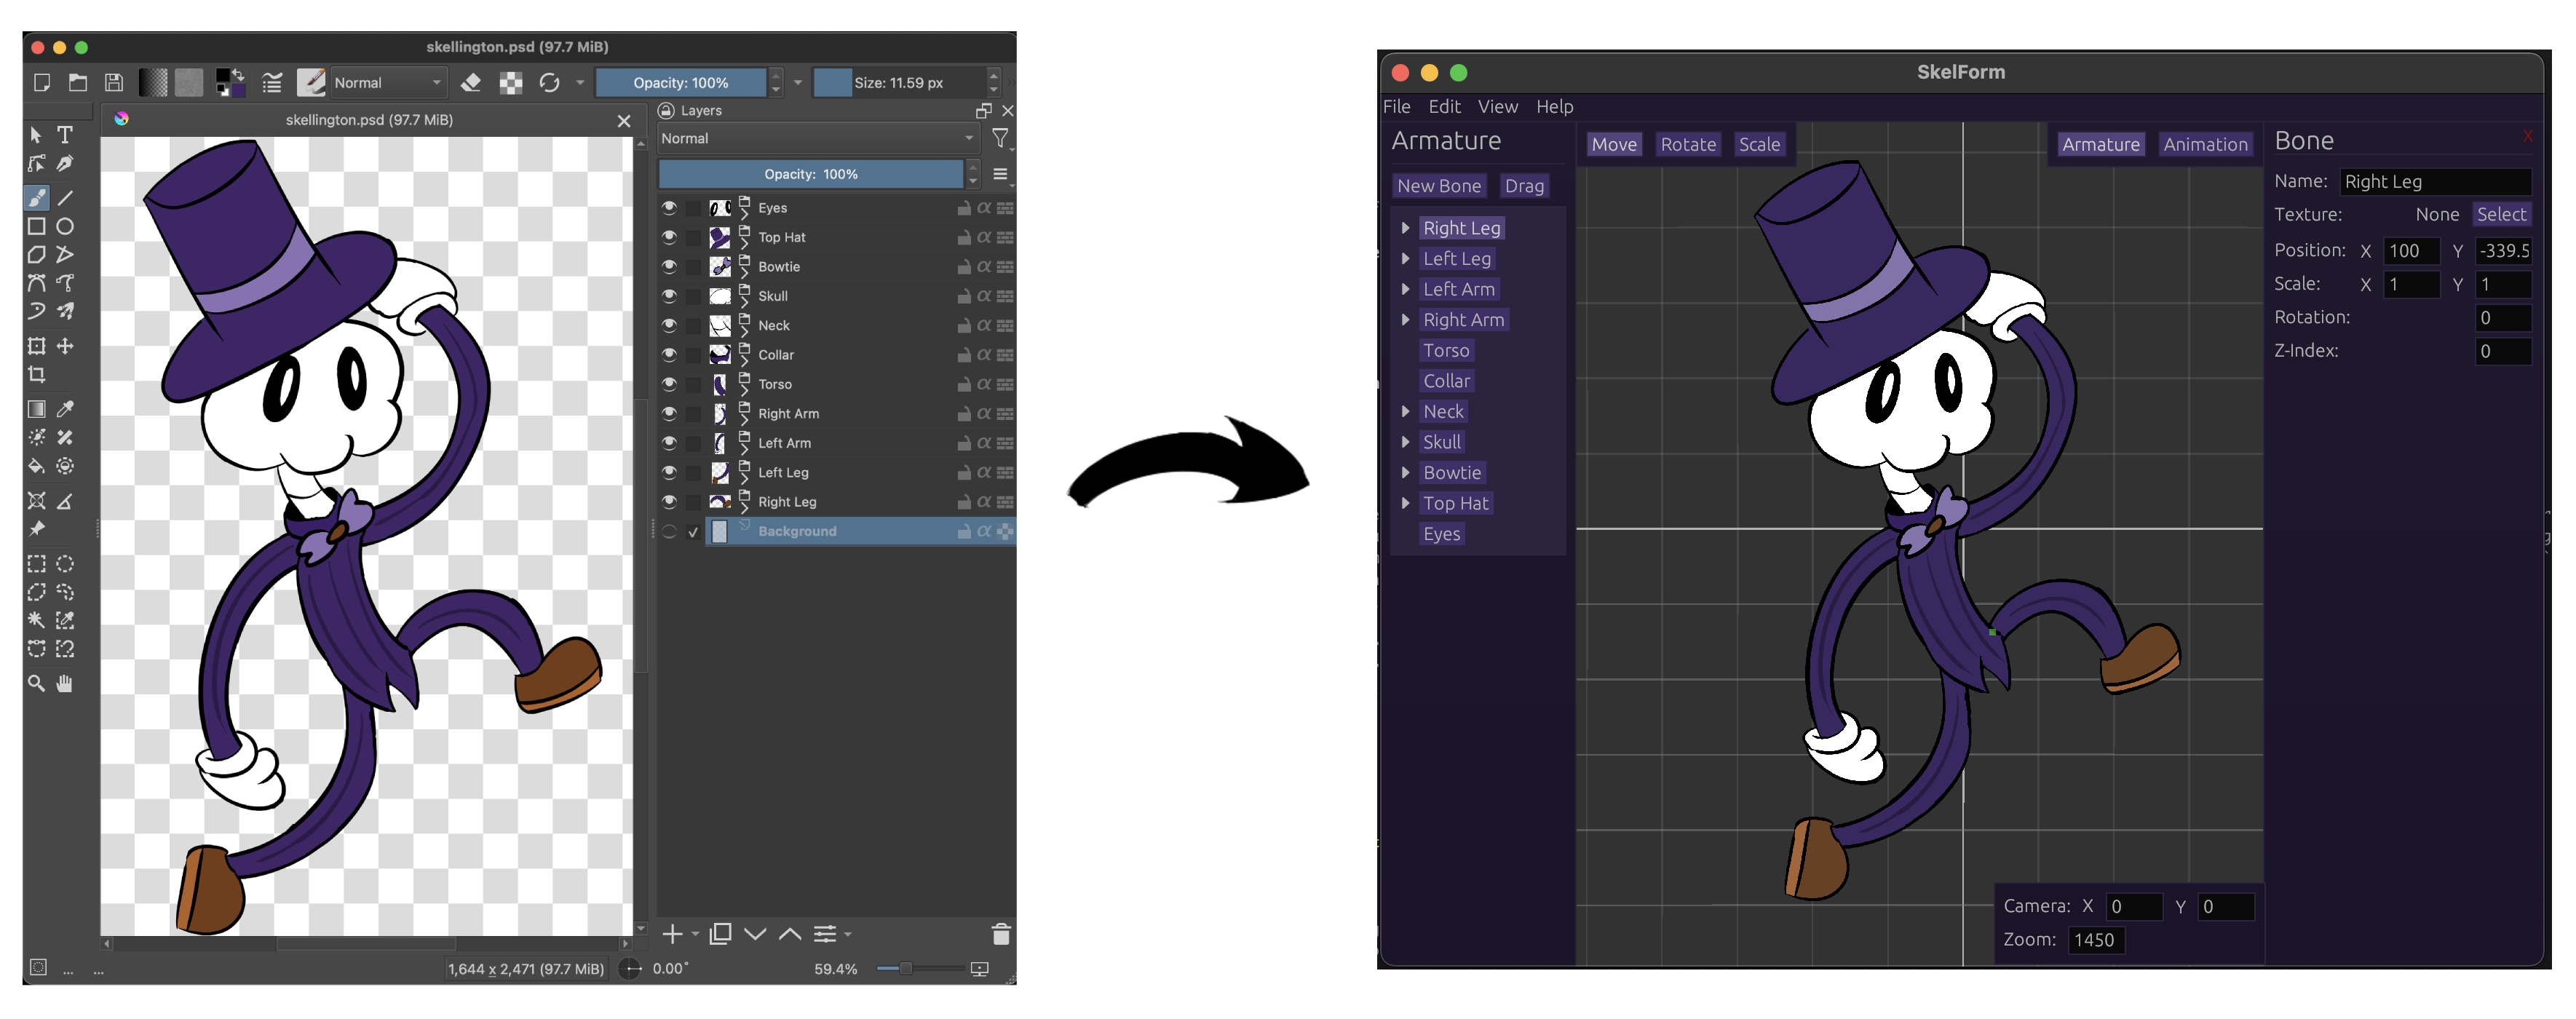 skellington.psd (97.7 MiB)
Normal
Opacity: 100%
Size: 11.59 px
skellington.psd (97.7 MiB)
Layers
Normal
Opacity: 100%
Eyes
Top Hat
Bowtie
Skull
Neck
Collar
Torso
Right Arm
Left Arm
Left Leg
Right Leg
Background
... ...
1,644 x 2,471 (97.7 MiB)
0.00°
59.4%
SkelForm
File Edit View Help
Armature
New Bone Drag
Right Leg
Left Leg
Left Arm
Right Arm
Torso
Collar
Neck
Skull
Bowtie
Top Hat
Eyes
Move Rotate Scale
Armature Animation
Camera: X 0 Y 0
Zoom: 1450
Bone X
Name: Right Leg
Texture: None Select
Position: X 100 Y -339.5
Scale: X 1 Y 1
Rotation: 0
Z-Index: 0